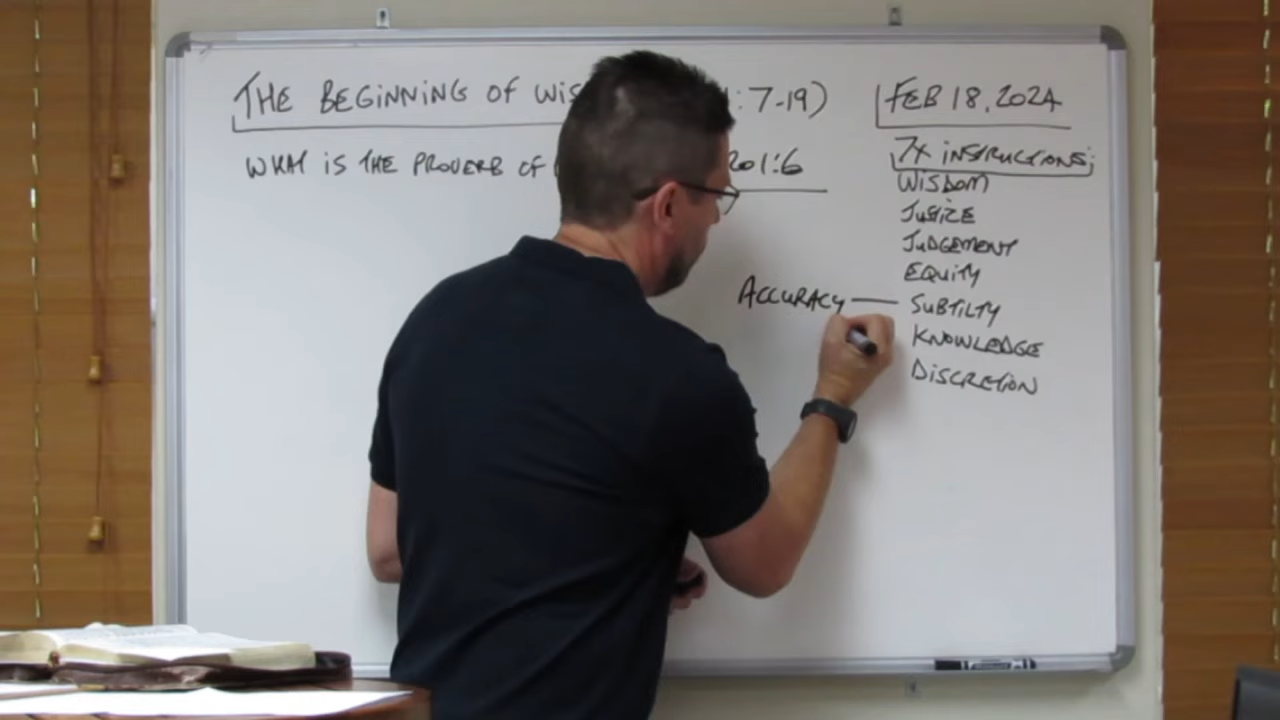 THE BEGINNING OF WIS :7-19)
WHAT IS THE PROVERB OF ROV1:6
FEB 18, 2024
7X INSTRUCTIONS;
WISDOM
JUSTICE
JUDGEMENT
EQUITY
ACCURACY — SUBTILTY
KNOWLEDGE
DISCRETION